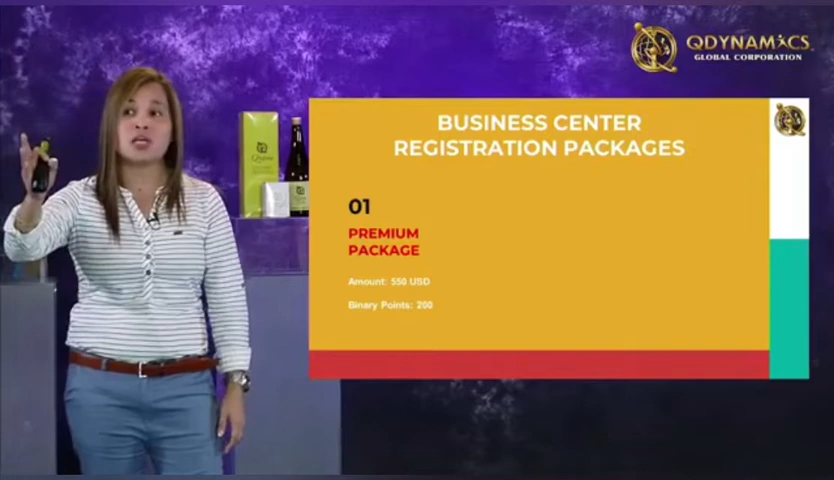 QDYNAMICS
GLOBAL CORPORATION
BUSINESS CENTER
REGISTRATION PACKAGES
01
PREMIUM
PACKAGE
Amount: 550 USD
Binary Points: 200